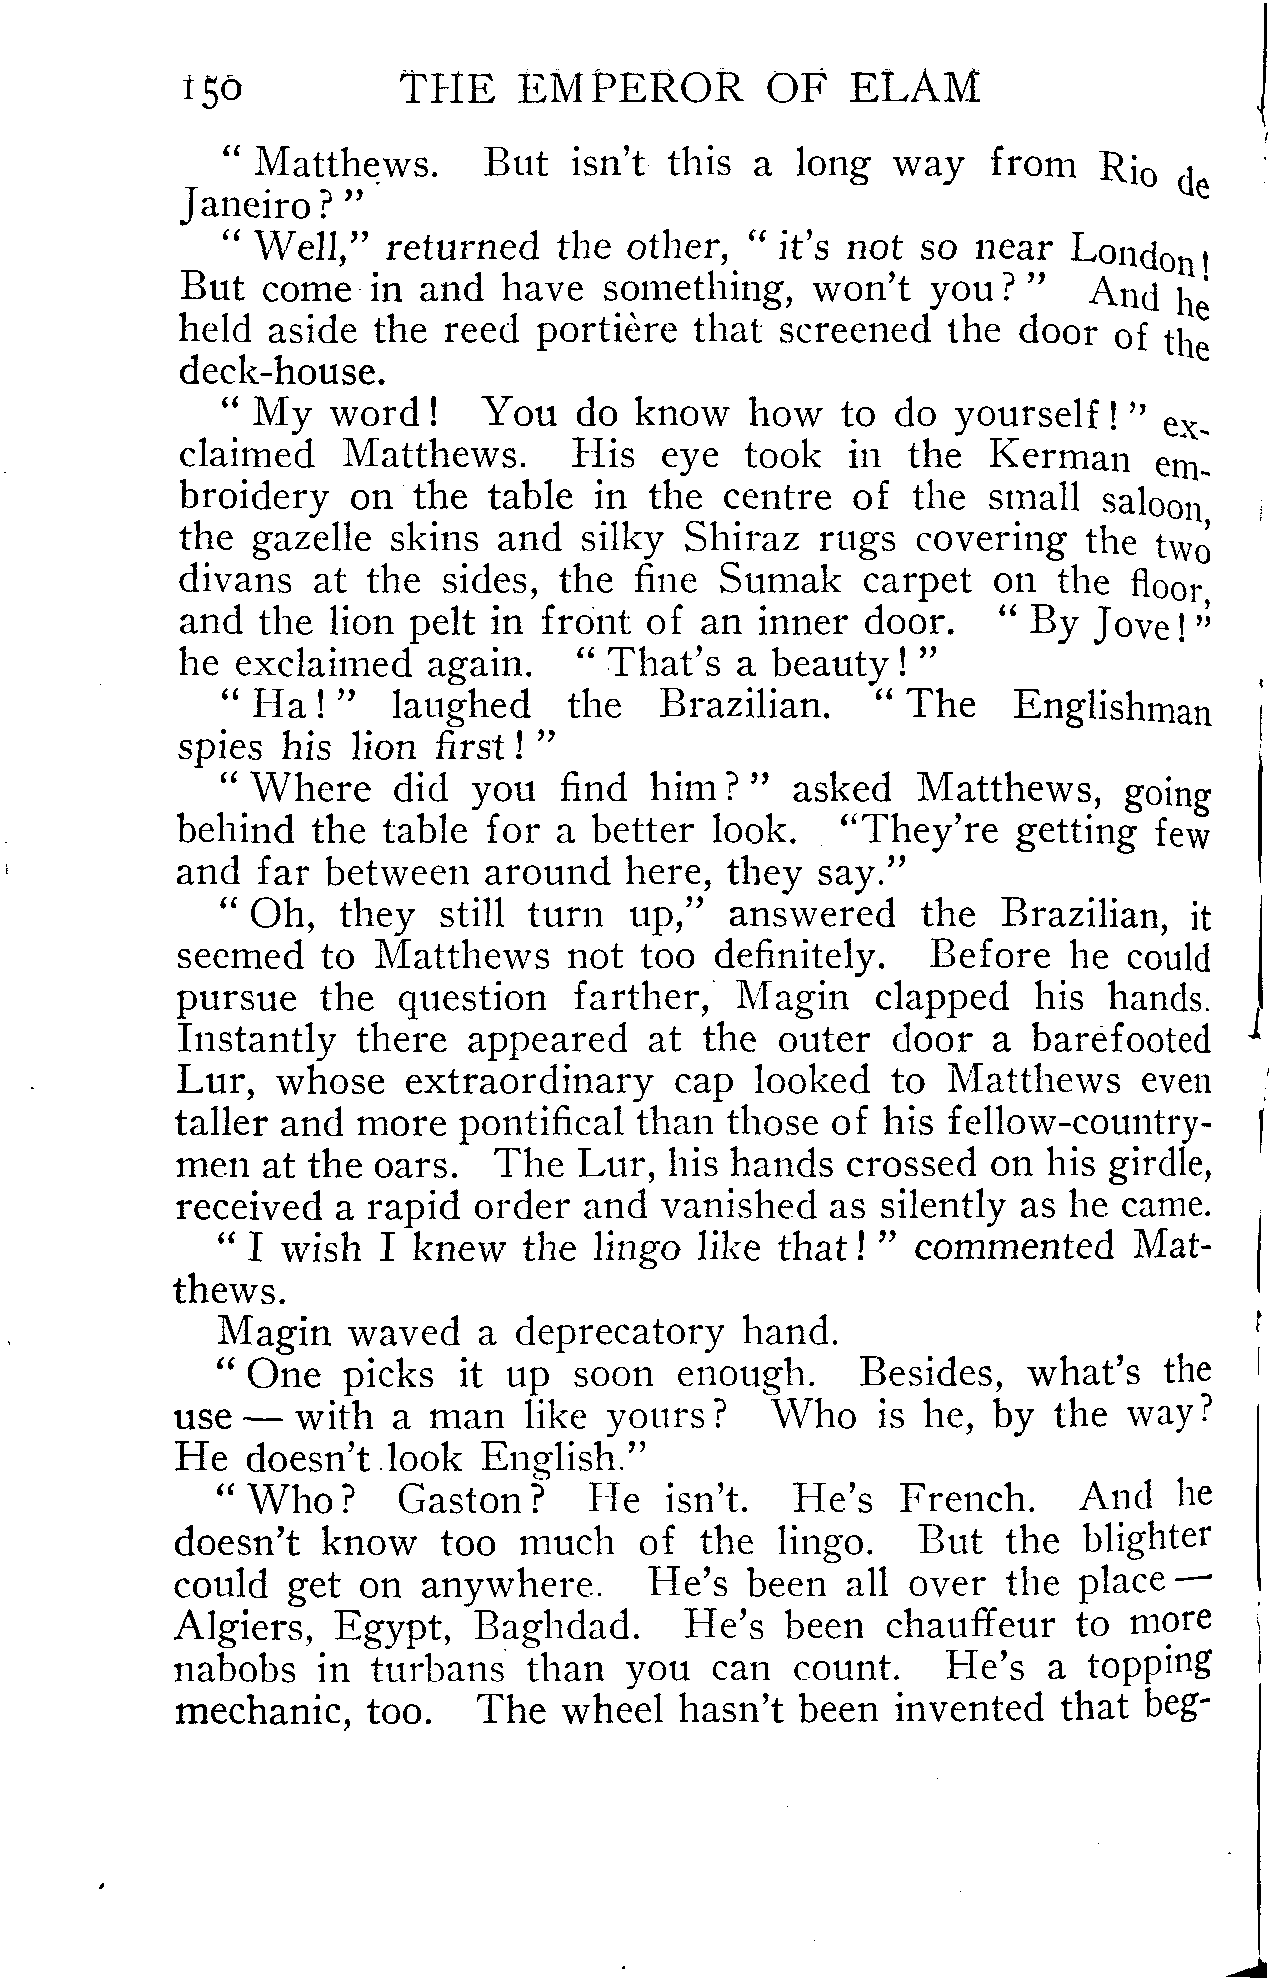 150 THE EMPEROR OF ELAM
“ Matthews. But isn't this a long way from Rio de
Janeiro? ”
“ Well,” returned the other, “ it's not so near London!
But come in and have something, won't you? ” And he
held aside the reed portière that screened the door of the
deck-house.
“ My word! You do know how to do yourself! ” ex-
claimed Matthews. His eye took in the Kerman em-
broidery on the table in the centre of the small saloon,
the gazelle skins and silky Shiraz rugs covering the two
divans at the sides, the fine Sumak carpet on the floor,
and the lion pelt in front of an inner door. “ By Jove! ”
he exclaimed again. “ That's a beauty! ”
“ Ha! ” laughed the Brazilian. “ The Englishman
spies his lion first! ”
“ Where did you find him? ” asked Matthews, going
behind the table for a better look. “They're getting few
and far between around here, they say.”
“ Oh, they still turn up,” answered the Brazilian, it
seemed to Matthews not too definitely. Before he could
pursue the question farther, Magin clapped his hands.
Instantly there appeared at the outer door a barefooted
Lur, whose extraordinary cap looked to Matthews even
taller and more pontifical than those of his fellow-country-
men at the oars. The Lur, his hands crossed on his girdle,
received a rapid order and vanished as silently as he came.
“ I wish I knew the lingo like that! ” commented Mat-
thews.
Magin waved a deprecatory hand.
“ One picks it up soon enough. Besides, what's the
use — with a man like yours? Who is he, by the way?
He doesn't look English.”
“ Who? Gaston? He isn't. He's French. And he
doesn't know too much of the lingo. But the blighter
could get on anywhere. He's been all over the place —
Algiers, Egypt, Baghdad. He's been chauffeur to more
nabobs in turbans than you can count. He's a topping
mechanic, too. The wheel hasn't been invented that beg-